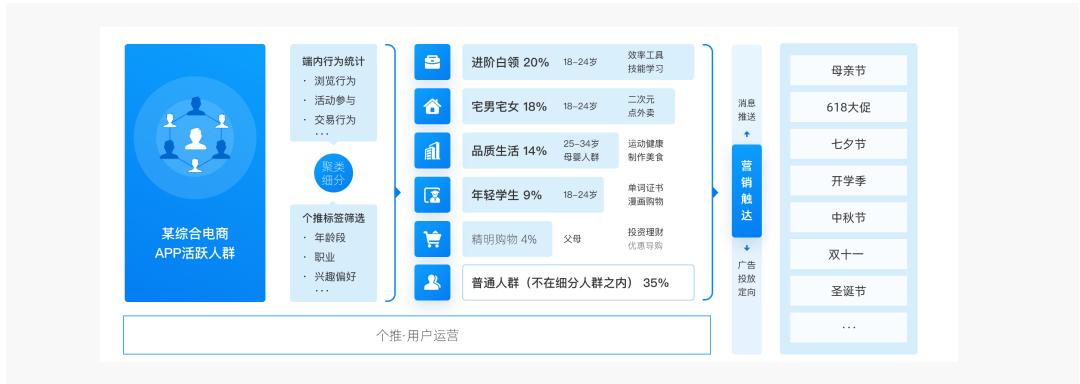 某综合电商
APP活跃人群
端内行为统计
· 浏览行为
· 活动参与
· 交易行为
···
聚类
细分
个推标签筛选
· 年龄段
· 职业
· 兴趣偏好
···
进阶白领 20% 18-24岁
效率工具
技能学习
宅男宅女 18% 18-24岁
二次元
点外卖
品质生活 14%
25-34岁
母婴人群
运动健康
制作美食
年轻学生 9% 18-24岁
单词证书
漫画购物
精明购物 4% 父母
投资理财
优惠导购
普通人群（不在细分人群之内） 35%
消息
推送
营
销
触
达
广告
投放
定向
母亲节
618大促
七夕节
开学季
中秋节
双十一
圣诞节
···
个推·用户运营